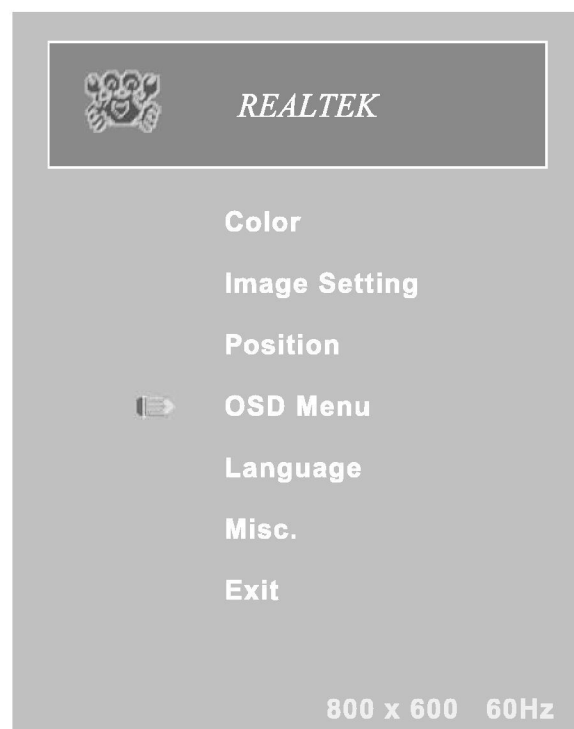 REALTEK
Color
Image Setting
Position
OSD Menu
Language
Misc.
Exit
800 x 600 60Hz